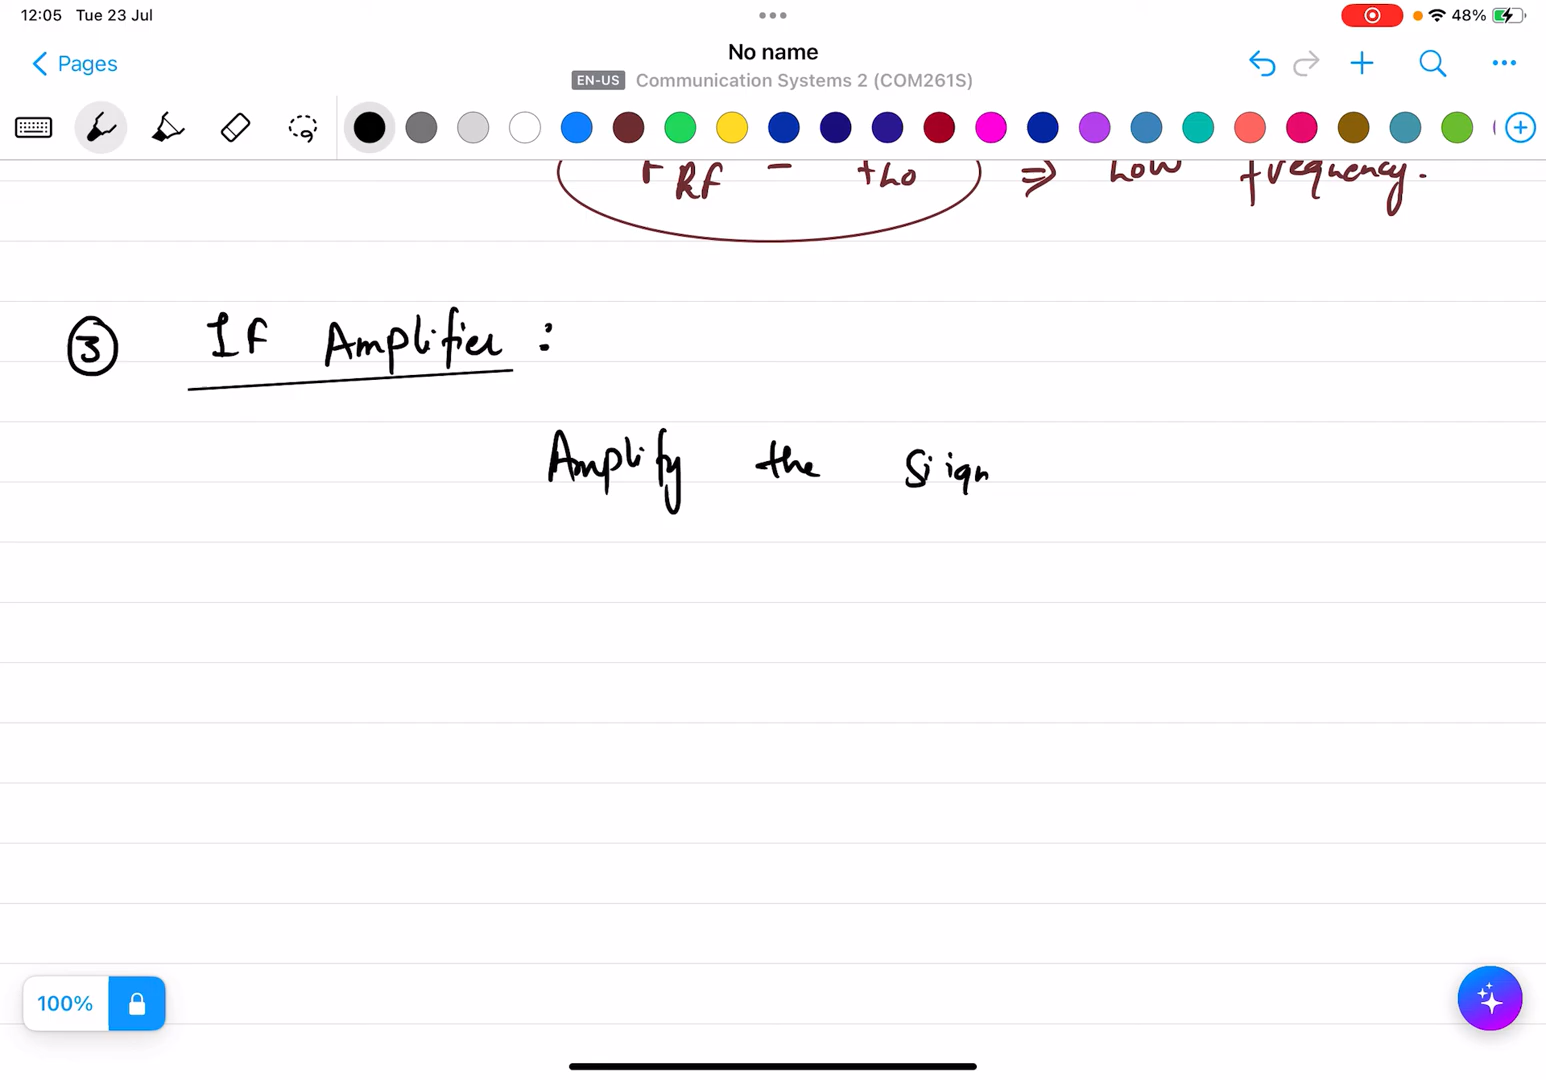 12:05 Tue 23 Jul
48%
Pages
No name
EN-US Communication Systems 2 (COM261S)
fRF - fLo ⇒ Low frequency.
3 IF Amplifier :
Amplify the Siign
100%